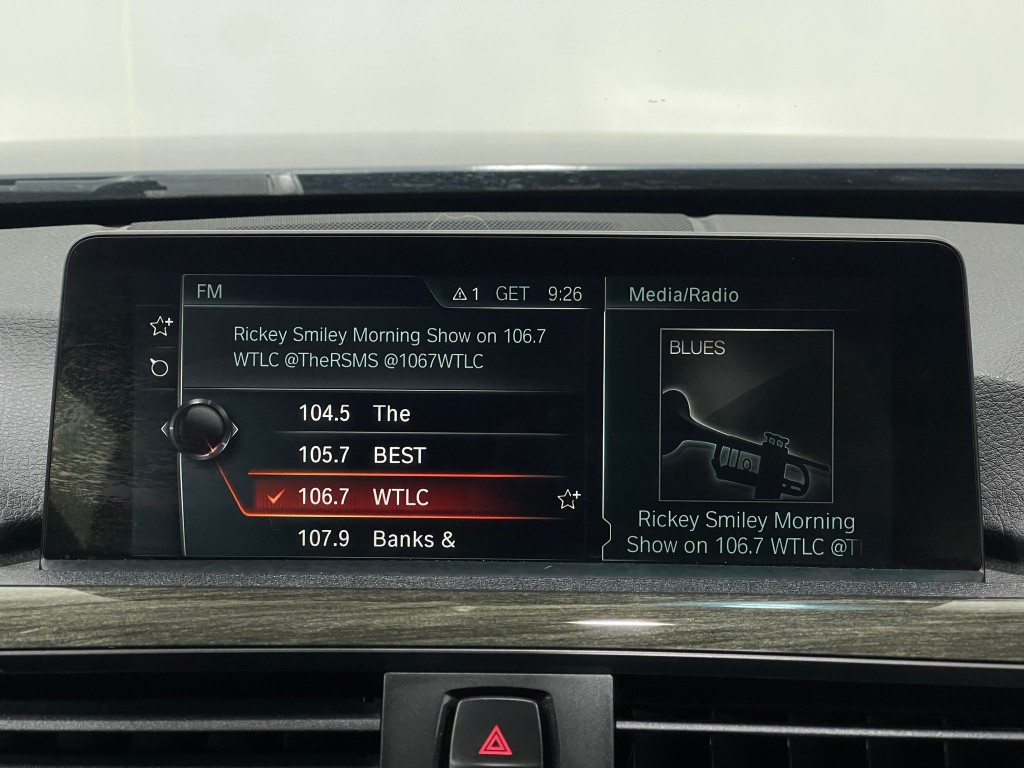 FM
1 GET 9:26
Rickey Smiley Morning Show on 106.7
WTLC @TheRSMS @1067WTLC
104.5 The
105.7 BEST
106.7 WTLC
107.9 Banks &
Media/Radio
BLUES
Rickey Smiley Morning
Show on 106.7 WTLC @T